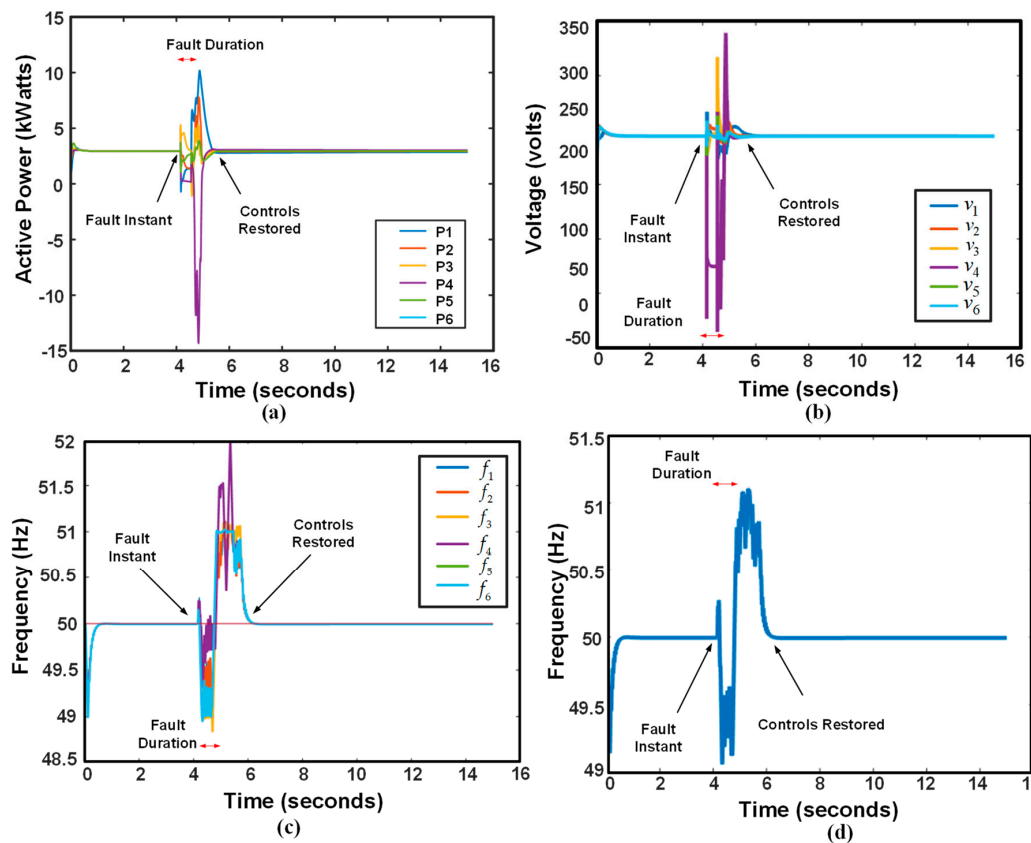 Active Power (kWatts)
15
10
5
0
-5
-10
-15
Fault Duration
Fault Instant
Controls
Restored
P1
P2
P3
P4
P5
P6
0
2
4
6
8
10
12
14
16
Time (seconds)
(a)
Voltage (volts)
350
300
250
200
150
100
50
0
-50
Fault
Instant
Controls
Restored
Fault
Duration
v1
v2
v3
v4
v5
v6
0
2
4
6
8
10
12
14
16
Time (seconds)
(b)
Frequency (Hz)
52
51.5
51
50.5
50
49.5
49
48.5
Fault
Instant
Controls
Restored
Fault
Duration
f1
f2
f3
f4
f5
f6
0
2
4
6
8
10
12
14
16
Time (seconds)
(c)
Frequency (Hz)
51.5
51
50.5
50
49.5
49
Fault
Duration
Fault
Instant
Controls Restored
0
2
4
6
8
10
12
14
1
Time (seconds)
(d)